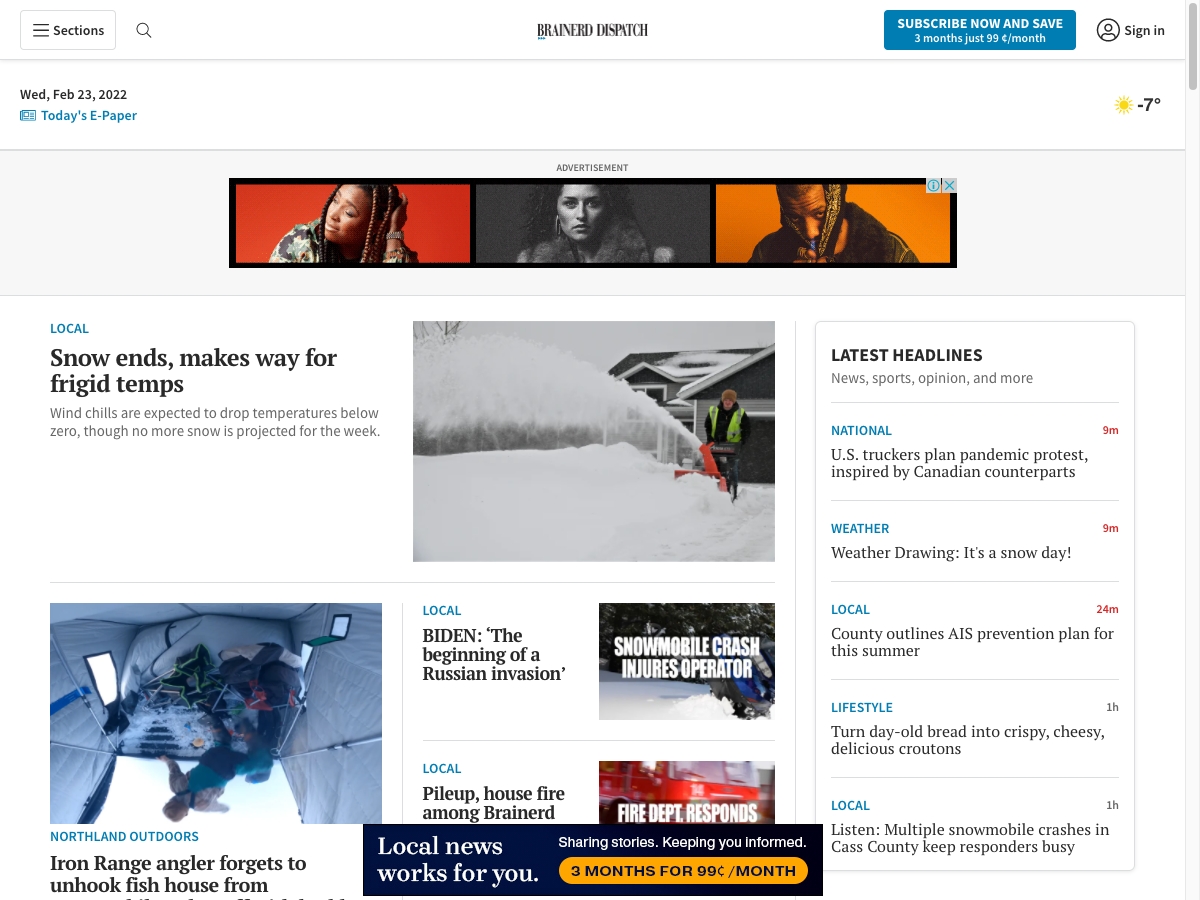 Sections
BRAINERD DISPATCH
SUBSCRIBE NOW AND SAVE
3 months just 99 ¢/month
Sign in
Wed, Feb 23, 2022
Today's E-Paper
-7°
ADVERTISEMENT
LOCAL
Snow ends, makes way for
frigid temps
Wind chills are expected to drop temperatures below
zero, though no more snow is projected for the week.
LATEST HEADLINES
News, sports, opinion, and more
NATIONAL
9m
U.S. truckers plan pandemic protest,
inspired by Canadian counterparts
WEATHER
9m
Weather Drawing: It's a snow day!
LOCAL
24m
County outlines AIS prevention plan for
this summer
LIFESTYLE
1h
Turn day-old bread into crispy, cheesy,
delicious croutons
LOCAL
1h
Listen: Multiple snowmobile crashes in
Cass County keep responders busy
NORTHLAND OUTDOORS
Iron Range angler forgets to
unhook fish house from
LOCAL
BIDEN: ‘The
beginning of a
Russian invasion’
SNOWMOBILE CRASH
INJURES OPERATOR
LOCAL
Pileup, house fire
among Brainerd
FIRE DEPT. RESPONDS
Local news
works for you.
Sharing stories. Keeping you informed.
3 MONTHS FOR 99¢ /MONTH